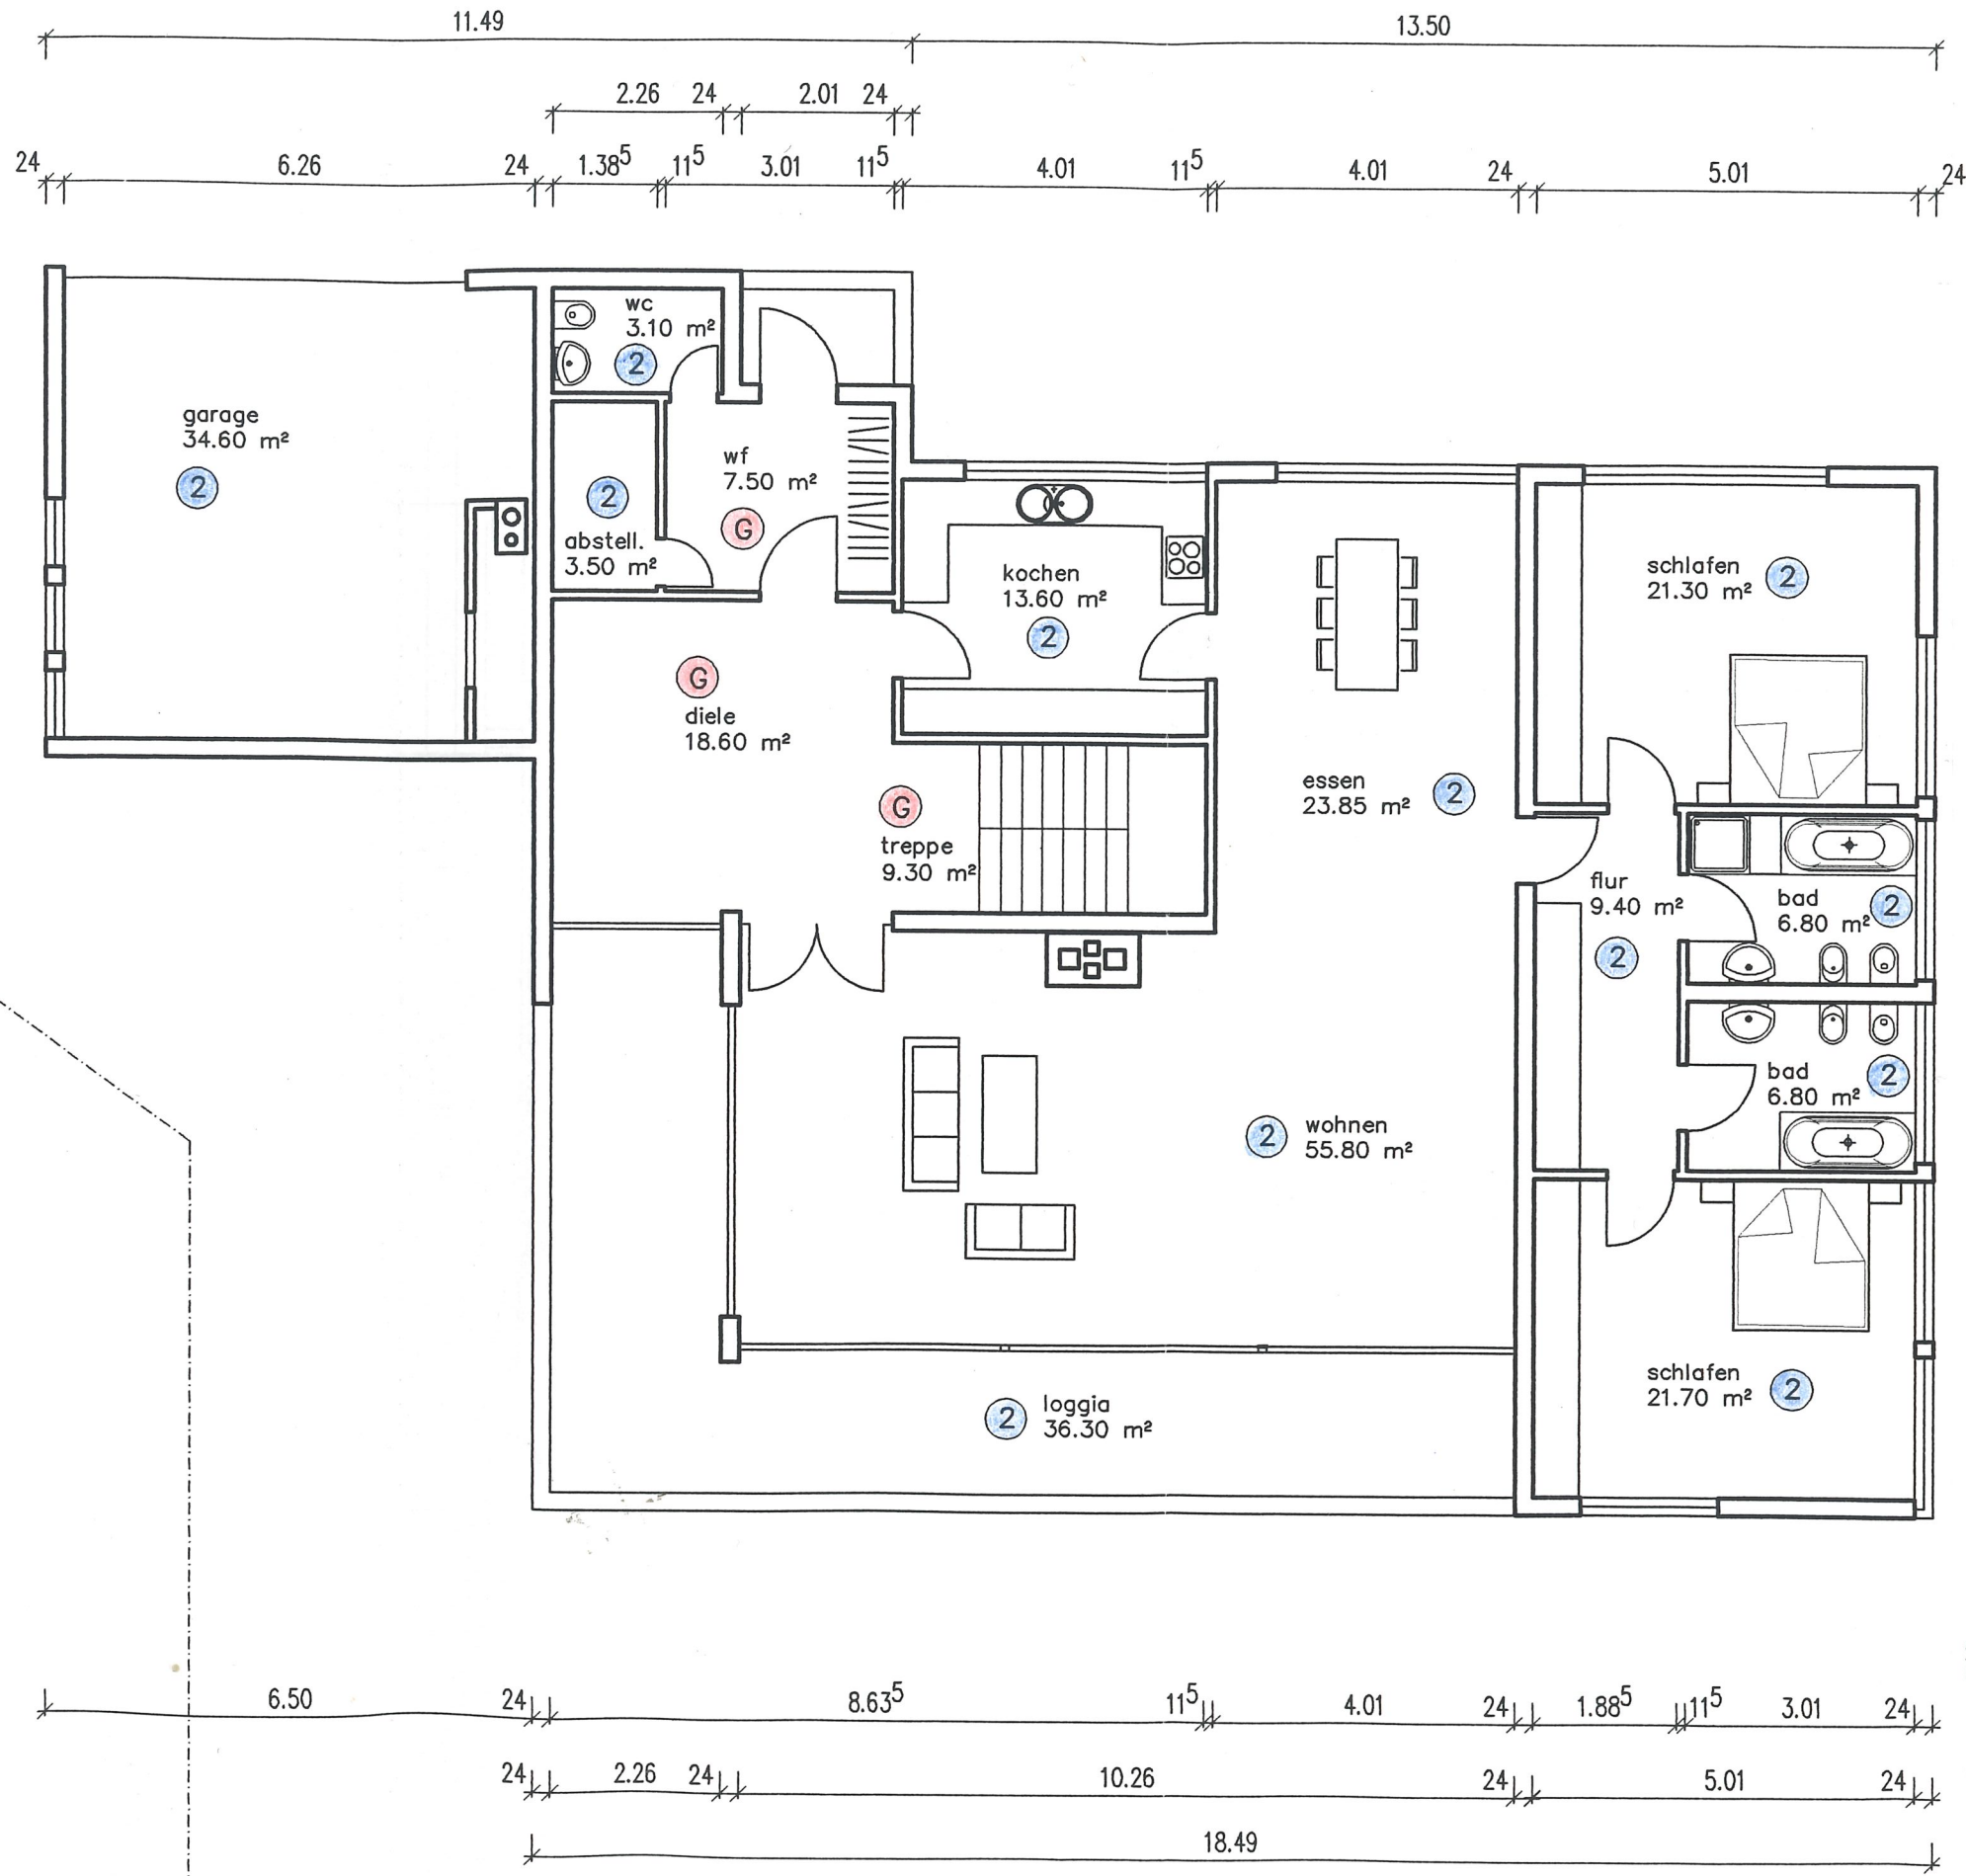 11.49 13.50
2.26 24 2.01 24
24 6.26 24 1.38⁵ 11⁵ 3.01 11⁵ 4.01 11⁵ 4.01 24 5.01 24
wc
3.10 m²
2
garage
34.60 m²
2
wf
7.50 m²
G
2
abstell.
3.50 m²
kochen
13.60 m²
2
schlafen
21.30 m²
2
G
diele
18.60 m²
essen
23.85 m²
2
G
treppe
9.30 m²
flur
9.40 m²
2
bad
6.80 m²
2
bad
6.80 m²
2
2
wohnen
55.80 m²
schlafen
21.70 m²
2
2
loggia
36.30 m²
6.50 24 8.63⁵ 11⁵ 4.01 24 1.88⁵ 11⁵ 3.01 24
24 2.26 24 10.26 24 5.01 24
18.49